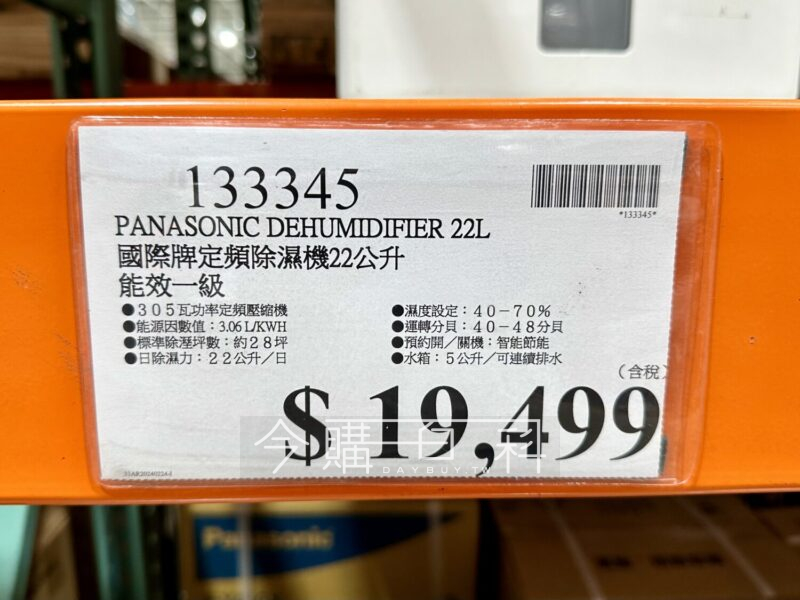 133345
*133345*
PANASONIC DEHUMIDIFIER 22L
國際牌定頻除濕機22公升
能效一級
●305瓦功率定頻壓縮機
●能源因數值：3.06 L/KWH
●標準除溼坪數：約28坪
●日除濕力：22公升／日
●濕度設定：40－70%
●運轉分貝：40－48分貝
●預約開／關機：智能節能
●水箱：5公升／可連續排水
(含稅)
$ 19,499
今購百科
DAYBUY.TW
Panasonic